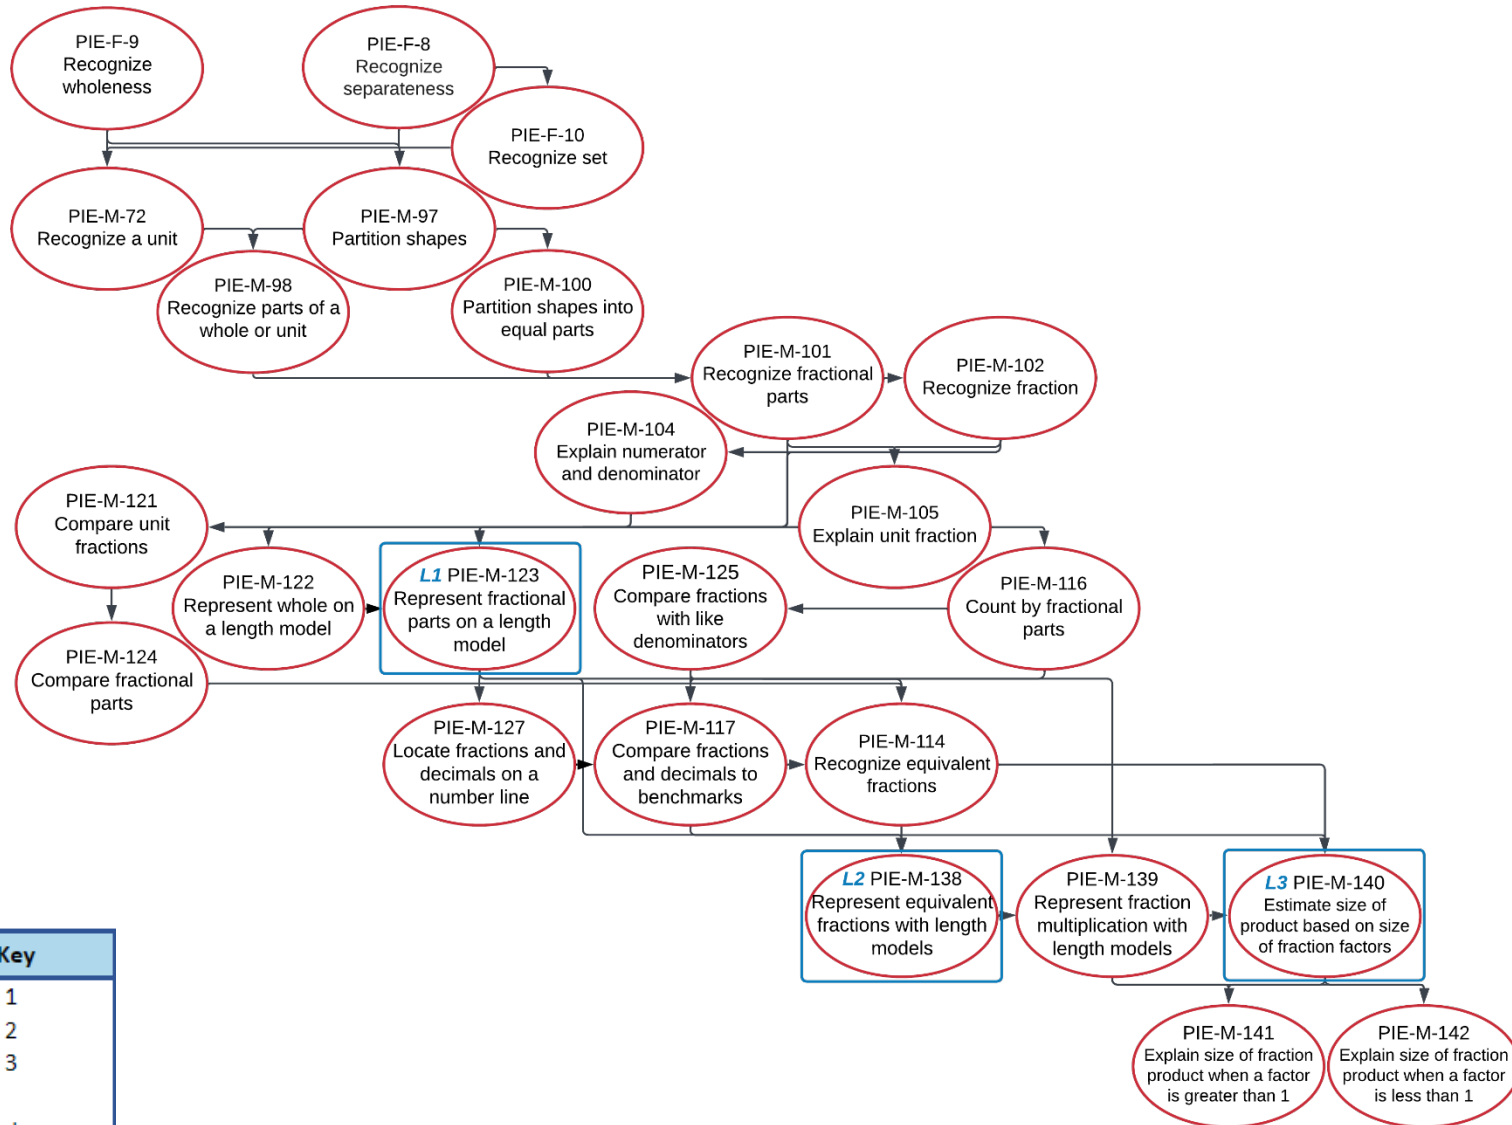 PIE-F-9
Recognize
wholeness
PIE-F-8
Recognize
separateness
PIE-F-10
Recognize set
PIE-M-72
Recognize a unit
PIE-M-97
Partition shapes
PIE-M-98
Recognize parts of a
whole or unit
PIE-M-100
Partition shapes into
equal parts
PIE-M-101
Recognize fractional
parts
PIE-M-102
Recognize fraction
PIE-M-104
Explain numerator
and denominator
PIE-M-121
Compare unit
fractions
PIE-M-105
Explain unit fraction
PIE-M-122
Represent whole on
a length model
L1 PIE-M-123
Represent fractional
parts on a length
model
PIE-M-125
Compare fractions
with like
denominators
PIE-M-116
Count by fractional
parts
PIE-M-124
Compare fractional
parts
PIE-M-127
Locate fractions and
decimals on a
number line
PIE-M-117
Compare fractions
and decimals to
benchmarks
PIE-M-114
Recognize equivalent
fractions
L2 PIE-M-138
Represent equivalent
fractions with length
models
PIE-M-139
Represent fraction
multiplication with
length models
L3 PIE-M-140
Estimate size of
product based on size
of fraction factors
PIE-M-141
Explain size of fraction
product when a factor
is greater than 1
PIE-M-142
Explain size of fraction
product when a factor
is less than 1
Key
1
2
3